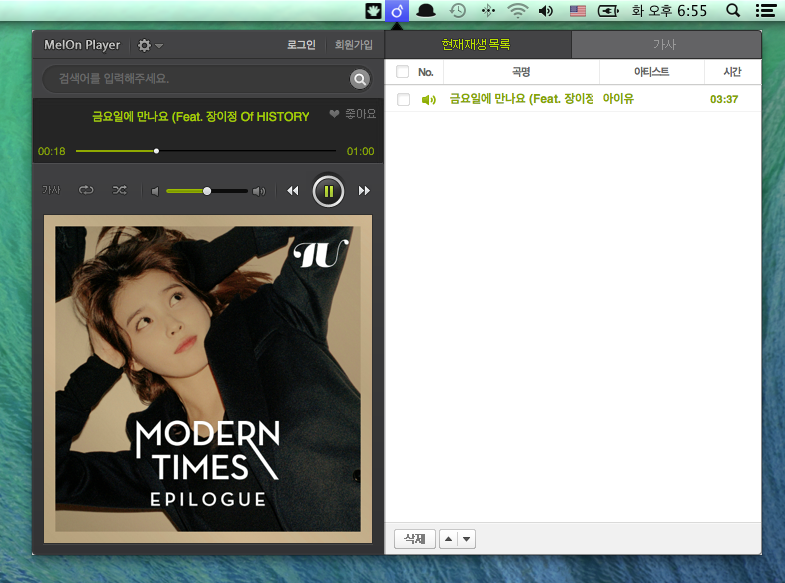 화 오후 6:55
MelOn Player
로그인
회원가입
검색어를 입력해주세요.
금요일에 만나요 (Feat. 장이정 Of HISTORY
좋아요
00:18
01:00
가사
IU
MODERN
TIMES
EPILOGUE
현재재생목록
가사
No.
곡명
아티스트
시간
금요일에 만나요 (Feat. 장이정
아이유
03:37
삭제